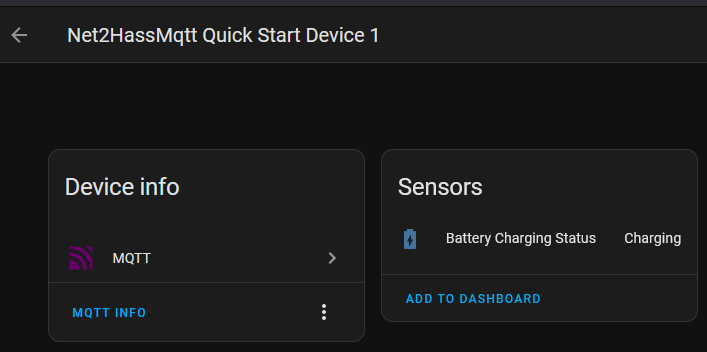 Net2HassMqtt Quick Start Device 1
Device info
MQTT
MQTT INFO
Sensors
Battery Charging Status Charging
ADD TO DASHBOARD